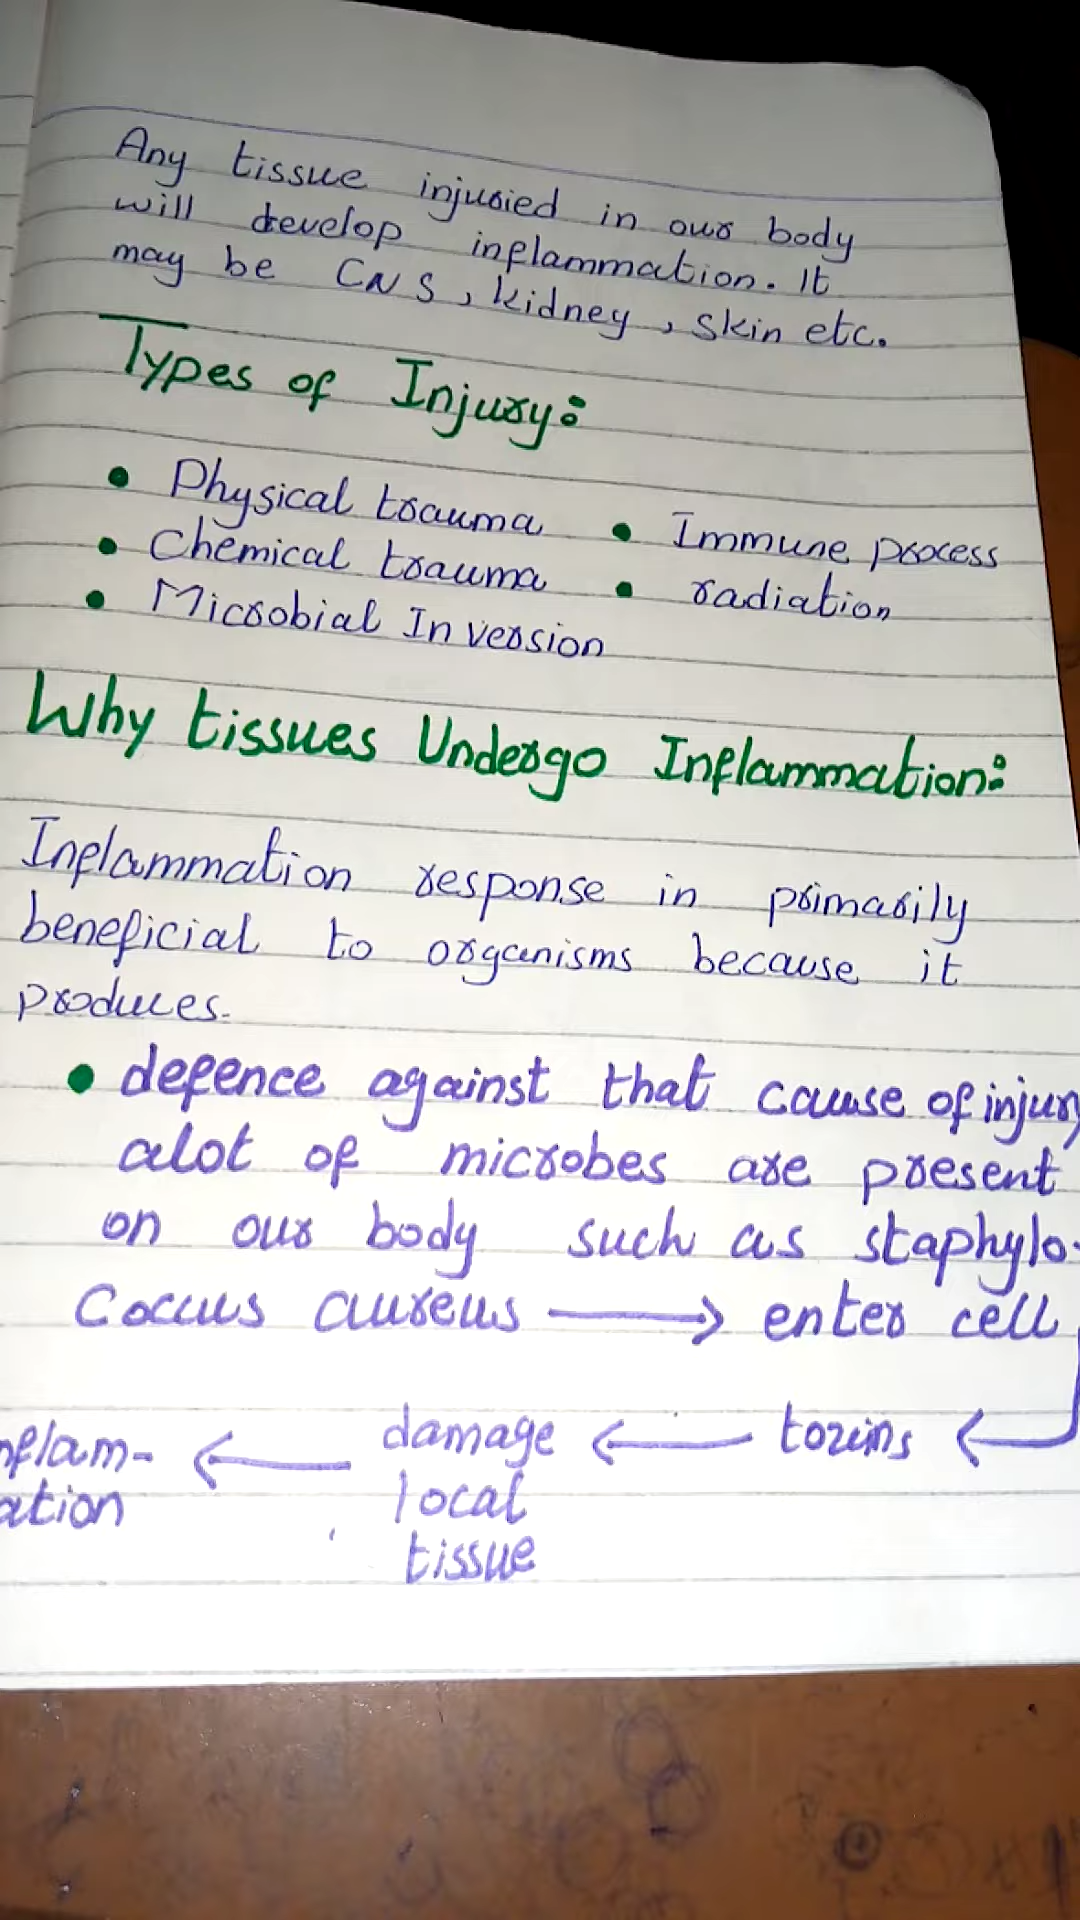 Any tissue injuried in our body
will develop inflammation. It
may be CNS, kidney, skin etc.
Types of Injury:
• Physical trauma • Immune process
• Chemical trauma • radiation
• Microbial Inversion
Why tissues Undergo Inflammation:
Inflammation response in primarily
beneficial to organisms because it
produces.
• defence against that cause of injury
alot of microbes are present
on our body such as staphylo-
Coccus aureus → enter cell
nflam- ← damage ← toxins ←
ation local
tissue